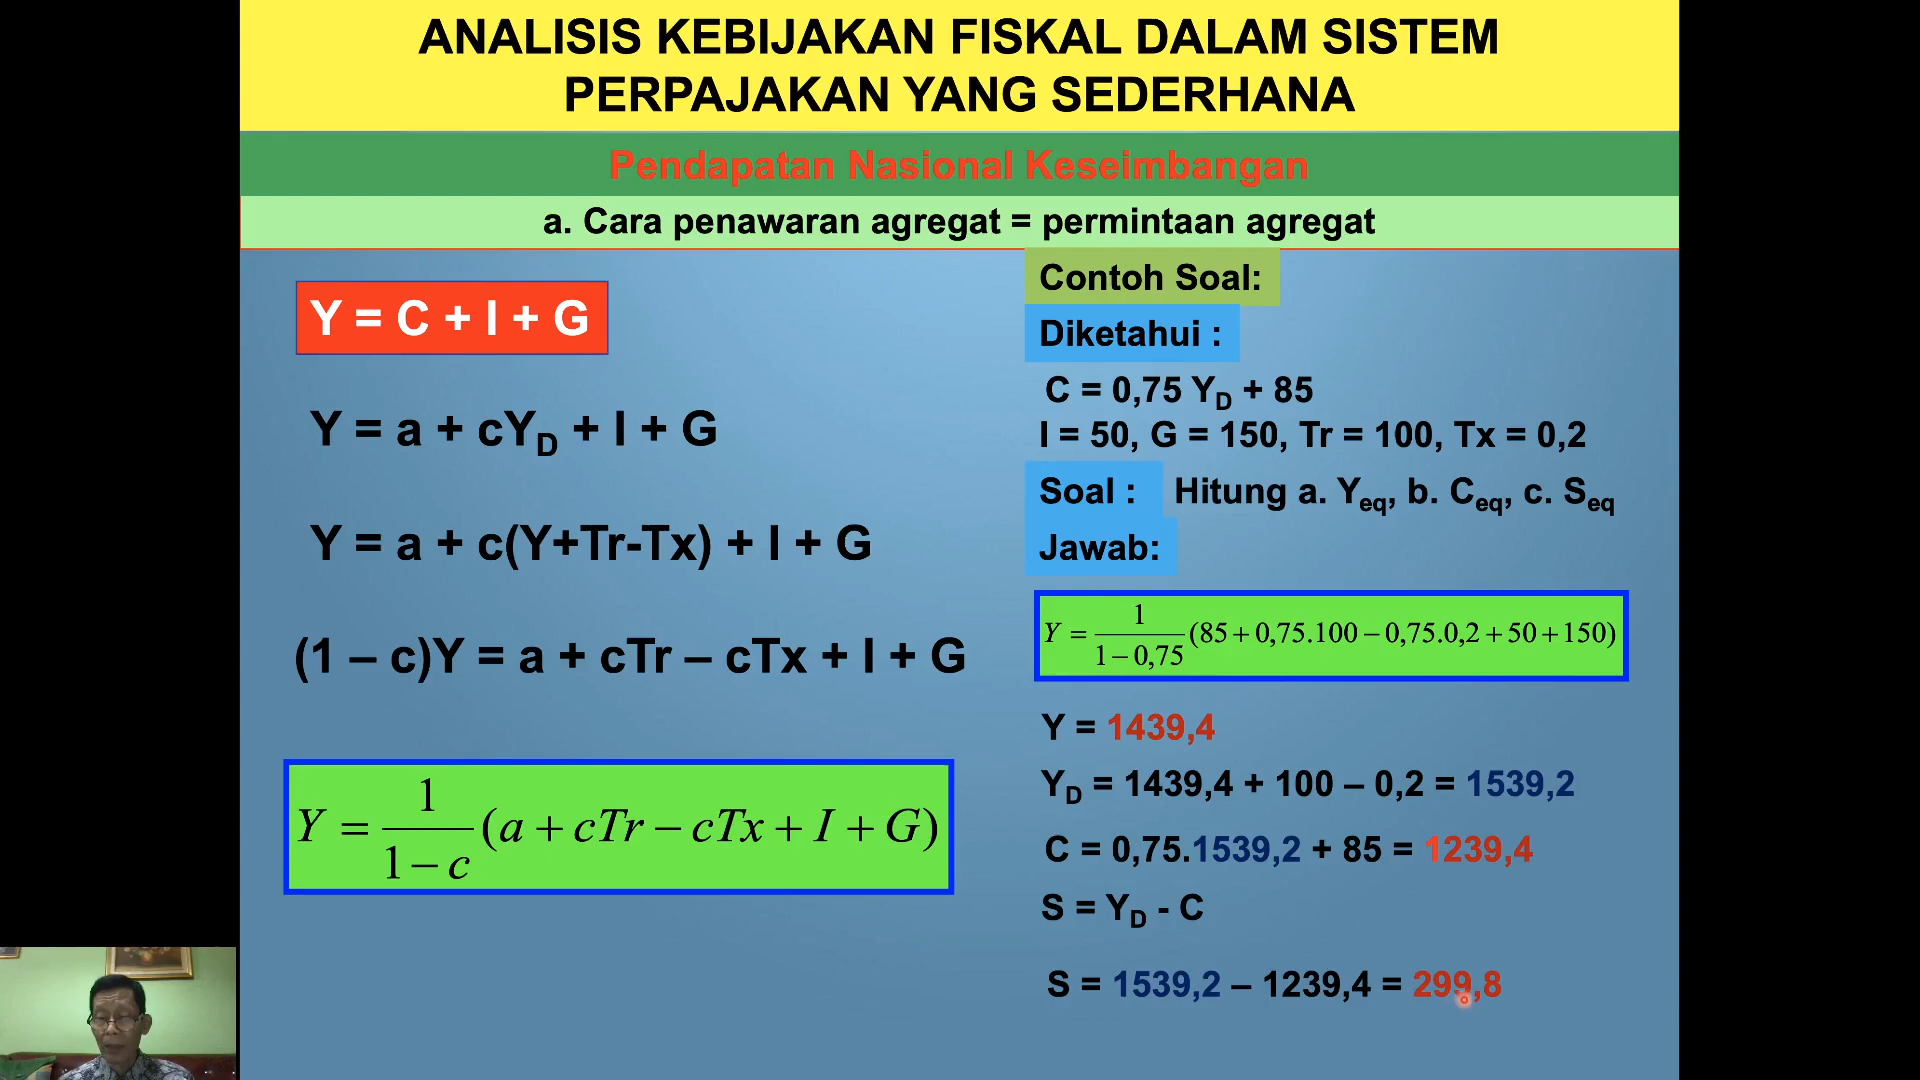 ANALISIS KEBIJAKAN FISKAL DALAM SISTEM
PERPAJAKAN YANG SEDERHANA
Pendapatan Nasional Keseimbangan
a. Cara penawaran agregat = permintaan agregat
Y = C + I + G
Y = a + cY_D + I + G
Y = a + c(Y+Tr-Tx) + I + G
(1 – c)Y = a + cTr – cTx + I + G
Y = \frac{1}{1-c}(a + cTr − cTx + I + G)
Contoh Soal:
Diketahui :
C = 0,75 Y_D + 85
I = 50, G = 150, Tr = 100, Tx = 0,2
Soal : Hitung a. Y_eq, b. C_eq, c. S_eq
Jawab:
Y = \frac{1}{1-0,75}(85 + 0,75.100 − 0,75.0,2 + 50 + 150)
Y = 1439,4
Y_D = 1439,4 + 100 – 0,2 = 1539,2
C = 0,75.1539,2 + 85 = 1239,4
S = Y_D - C
S = 1539,2 – 1239,4 = 299,8